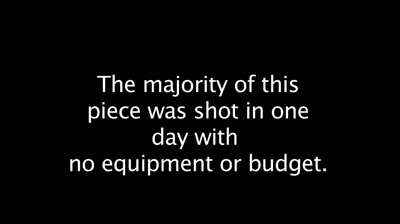 The majority of this
piece was shot in one
day with
no equipment or budget.